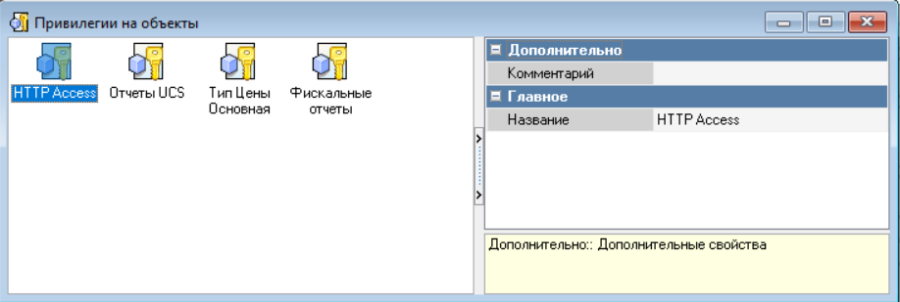 Привилегии на объекты
HTTP Access
Отчеты UCS
Тип Цены
Основная
Фискальные
отчеты
Дополнительно
Комментарий
Главное
Название HTTP Access
Дополнительно:: Дополнительные свойства